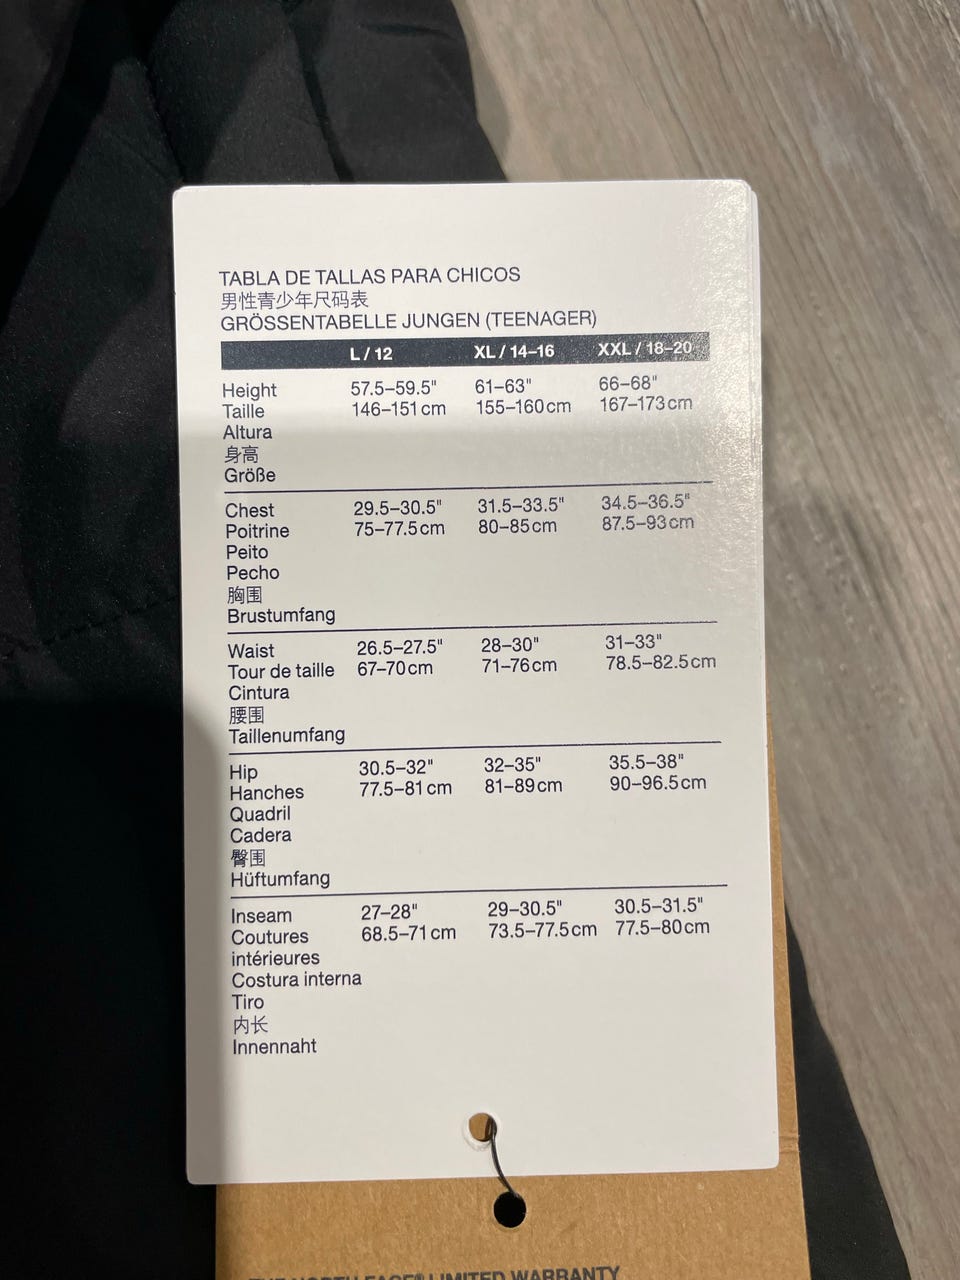 TABLA DE TALLAS PARA CHICOS
男性青少年尺码表
GRÖSSENTABELLE JUNGEN (TEENAGER)
L / 12 XL / 14–16 XXL / 18–20
Height 57.5–59.5" 61–63" 66–68"
Taille 146–151 cm 155–160 cm 167–173 cm
Altura
身高
Größe
Chest 29.5–30.5" 31.5–33.5" 34.5–36.5"
Poitrine 75–77.5 cm 80–85 cm 87.5–93 cm
Peito
Pecho
胸围
Brustumfang
Waist 26.5–27.5" 28–30" 31–33"
Tour de taille 67–70 cm 71–76 cm 78.5–82.5 cm
Cintura
腰围
Taillenumfang
Hip 30.5–32" 32–35" 35.5–38"
Hanches 77.5–81 cm 81–89 cm 90–96.5 cm
Quadril
Cadera
臀围
Hüftumfang
Inseam 27–28" 29–30.5" 30.5–31.5"
Coutures 68.5–71 cm 73.5–77.5 cm 77.5–80 cm
intérieures
Costura interna
Tiro
内长
Innennaht
THE NORTH FACE® LIMITED WARRANTY